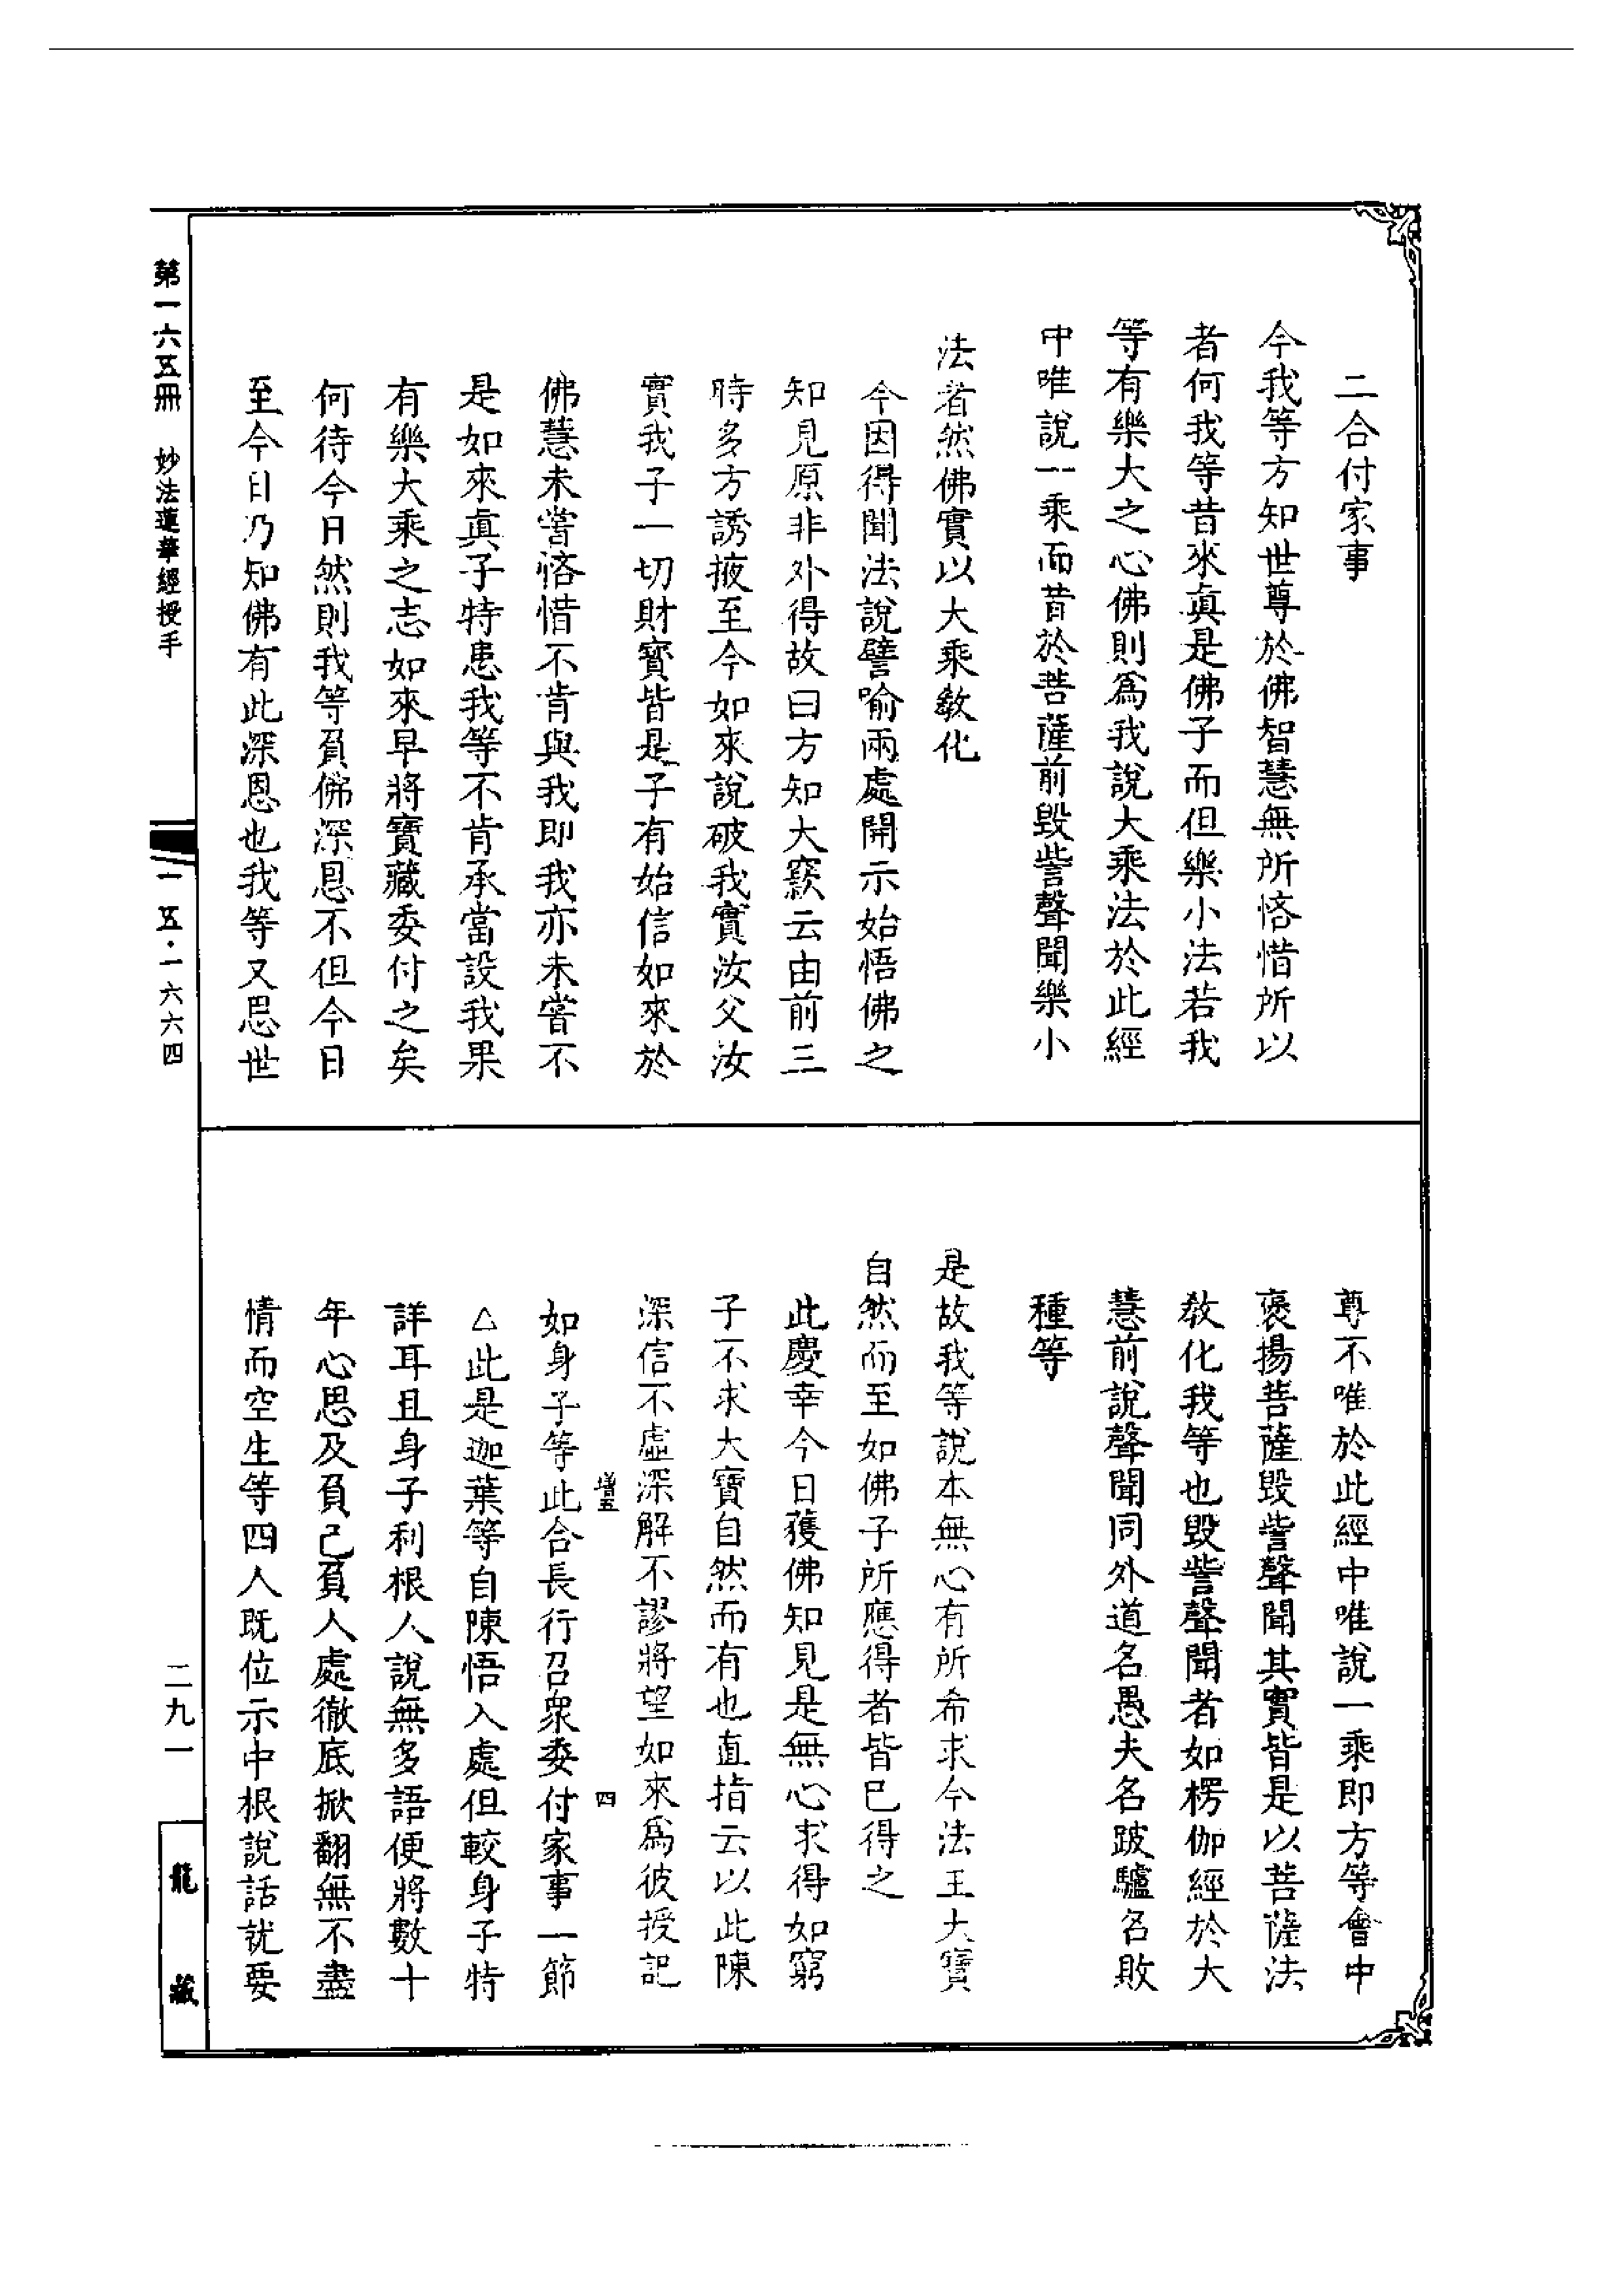 二合付家事
今我等方知世尊於佛智慧無所悋惜所以
者何我等昔來真是佛子而但樂小法若我
等有樂大之心佛則為我說大乘法於此經
中唯說一乘而昔於菩薩前毀訾聲聞樂小
法者然佛實以大乘教化
今因得聞法說譬喻兩處開示始悟佛之
知見原非外得故曰方知大窾云由前三
時多方誘掖至今如來說破我實汝父汝
實我子一切財寶皆是子有始信如來於
佛慧未嘗悋惜不肯與我即我亦未嘗不
是如來真子特患我等不肯承當設我果
有樂大乘之志如來早將寶藏委付之矣
何待今日然則我等負佛深恩不但今日
至今日乃知佛有此深恩也我等又思世
尊不唯於此經中唯說一乘即方等會中
褒揚菩薩毀訾聲聞其實皆是以菩薩法
教化我等也毀訾聲聞者如楞伽經於大
慧前說聲聞同外道名愚夫名跛驢名敗
種等
是故我等說本無心有所希求今法王大寶
自然而至如佛子所應得者皆已得之
此慶幸今日獲佛知見是無心求得如窮
子不求大寶自然而有也直指云以此陳
深信不虛深解不謬將望如來為彼授記
如身子等此合長行召眾委付家事一節
△此是迦葉等自陳悟入處但較身子特
詳耳且身子利根人說無多語便將數十
年心思及負己負人處徹底掀翻無不盡
情而空生等四人既位示中根說話就要
第一六五冊 妙法蓮華經授手
一五·一六六四
二九一
龍藏
四